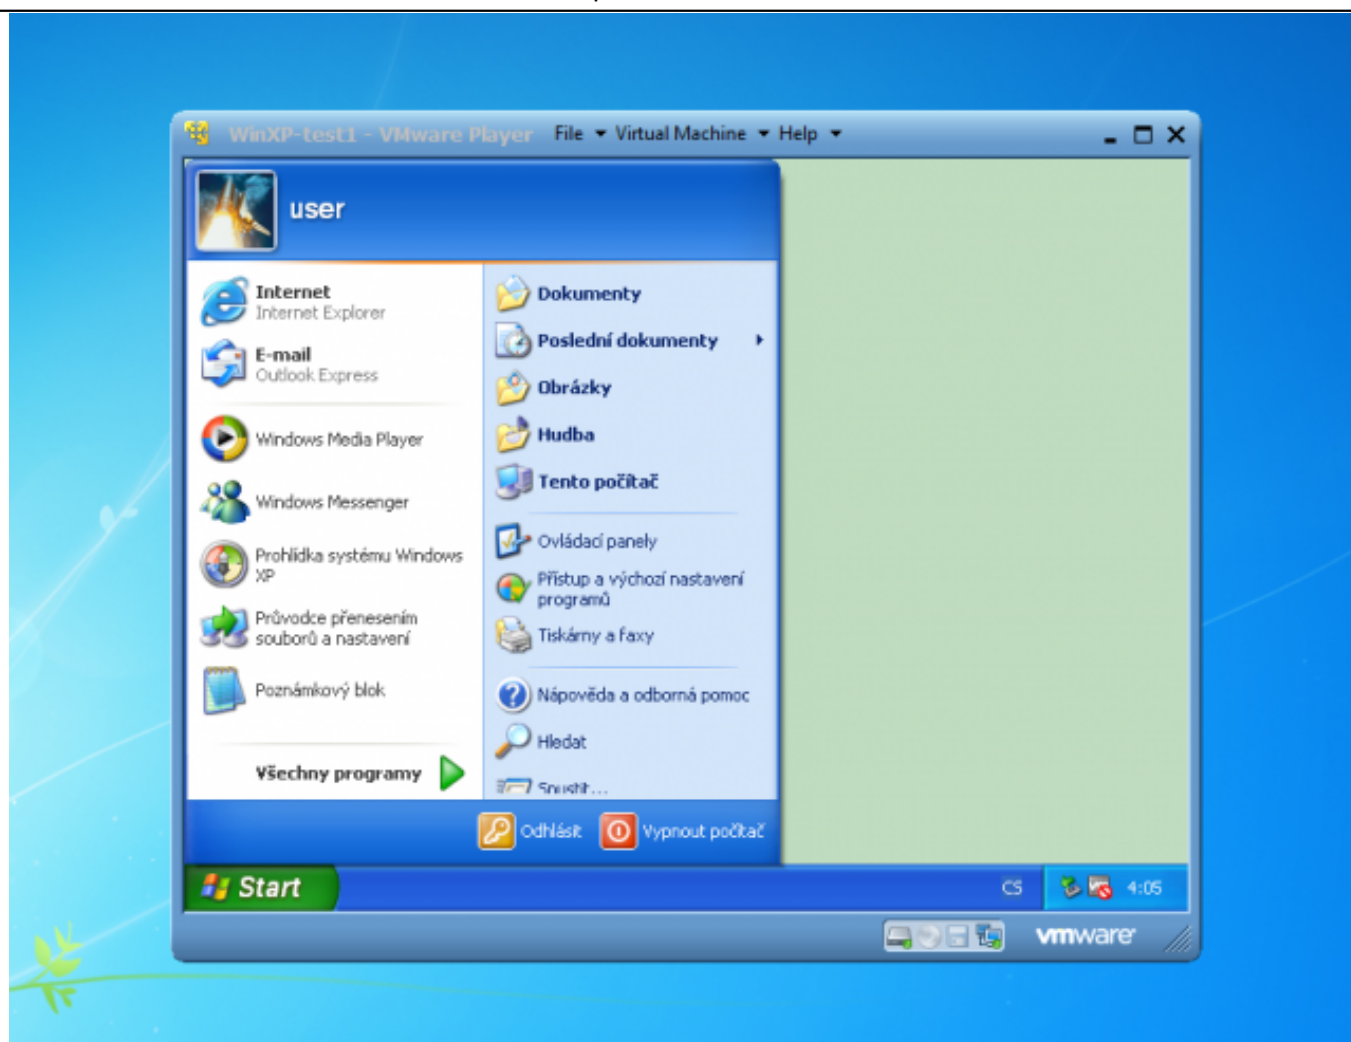 WinXP-test1 - VMware Player File Virtual Machine Help
user
Internet
Internet Explorer
E-mail
Outlook Express
Windows Media Player
Windows Messenger
Prohlídka systému Windows
XP
Průvodce přenesením
souborů a nastavení
Poznámkový blok
Všechny programy
Dokumenty
Poslední dokumenty
Obrázky
Hudba
Tento počítač
Ovládací panely
Přístup a výchozí nastavení
programů
Tiskárny a faxy
Nápověda a odborná pomoc
Hledat
Spustit...
Odhlásit Vypnout počítač
Start CS 4:05
vmware